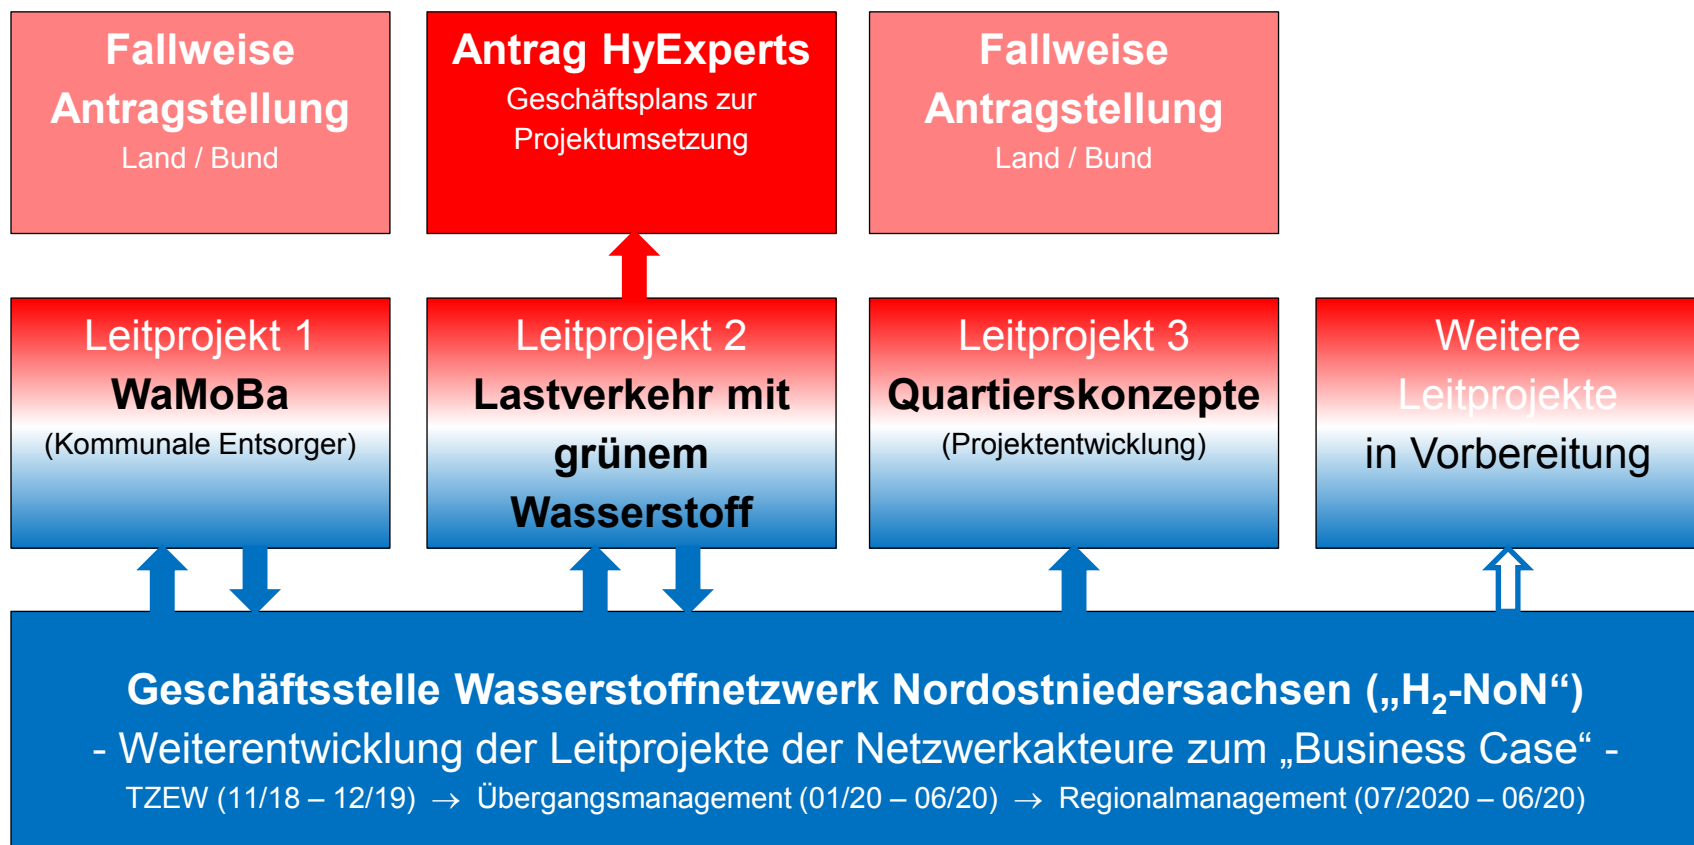 Fallweise
Antragstellung
Land / Bund
Antrag HyExperts
Geschäftsplans zur
Projektumsetzung
Fallweise
Antragstellung
Land / Bund
Leitprojekt 1
WaMoBa
(Kommunale Entsorger)
Leitprojekt 2
Lastverkehr mit
grünem
Wasserstoff
Leitprojekt 3
Quartierskonzepte
(Projektentwicklung)
Weitere
Leitprojekte
in Vorbereitung
Geschäftsstelle Wasserstoffnetzwerk Nordostniedersachsen („H₂-NoN“)
- Weiterentwicklung der Leitprojekte der Netzwerkakteure zum „Business Case“ -
TZEW (11/18 – 12/19) → Übergangsmanagement (01/20 – 06/20) → Regionalmanagement (07/2020 – 06/20)